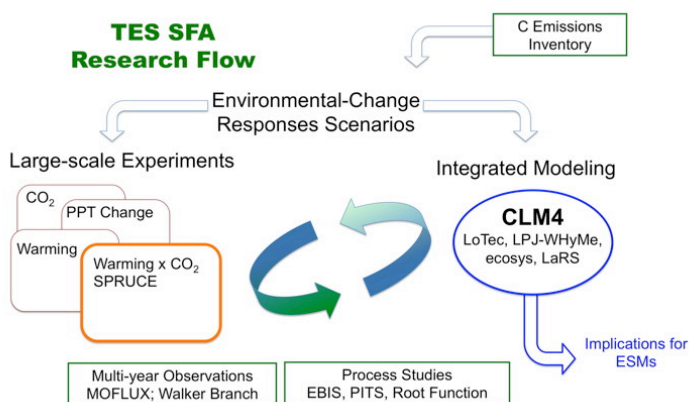 TES SFA
Research Flow
C Emissions
Inventory
Environmental-Change
Responses Scenarios
Large-scale Experiments
Integrated Modeling
CO₂
PPT Change
Warming
Warming x CO₂
SPRUCE
CLM4
LoTec, LPJ-WHyMe,
ecosys, LaRS
Implications for
ESMs
Multi-year Observations
MOFLUX; Walker Branch
Process Studies
EBIS, PITS, Root Function